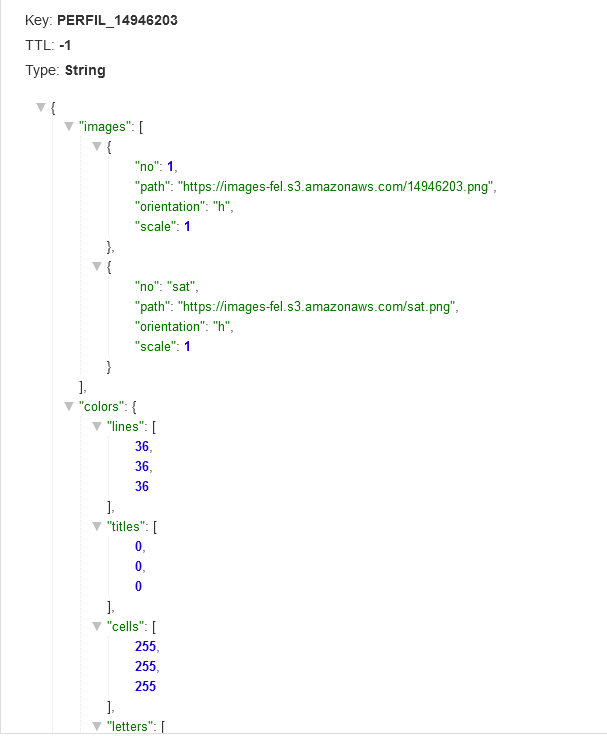 Key: PERFIL_14946203
TTL: -1
Type: String
{
"images": [
{
"no": 1,
"path": "https://images-fel.s3.amazonaws.com/14946203.png",
"orientation": "h",
"scale": 1
},
{
"no": "sat",
"path": "https://images-fel.s3.amazonaws.com/sat.png",
"orientation": "h",
"scale": 1
}
],
"colors": {
"lines": [
36,
36,
36
],
"titles": [
0,
0,
0
],
"cells": [
255,
255,
255
],
"letters": [